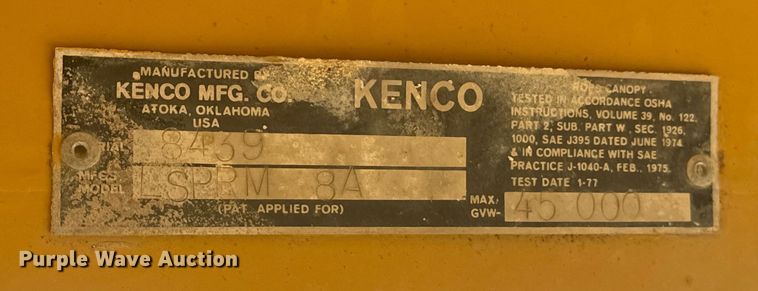 MANUFACTURED BY
KENCO MFG. CO.
ATOKA, OKLAHOMA
USA
SERIAL 8439
MFG'S
MODEL LSPRM 8A
(PAT. APPLIED FOR)
KENCO
ROPS CANOPY
TESTED IN ACCORDANCE OSHA
INSTRUCTIONS, VOLUME 39, No. 122,
PART 2, SUB. PART W, SEC. 1926,
1000, SAE J395 DATED JUNE 1974
& IN COMPLIANCE WITH SAE
PRACTICE J-1040-A, FEB., 1975.
TEST DATE 1-77
MAX.
GVW- 45 000
Purple Wave Auction